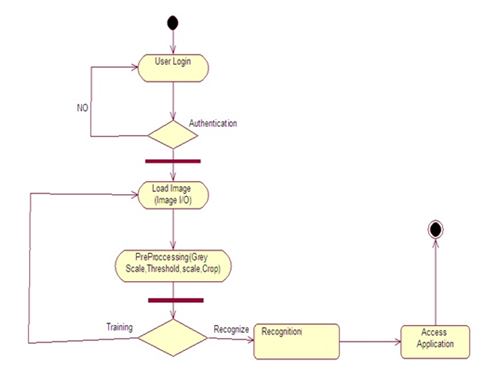 User Login
NO
Authentication
Load Image
(Image I/O)
PreProccessing(Grey
Scale,Threshold,scale,Crop)
Training
Recognize
Recognition
Access
Application